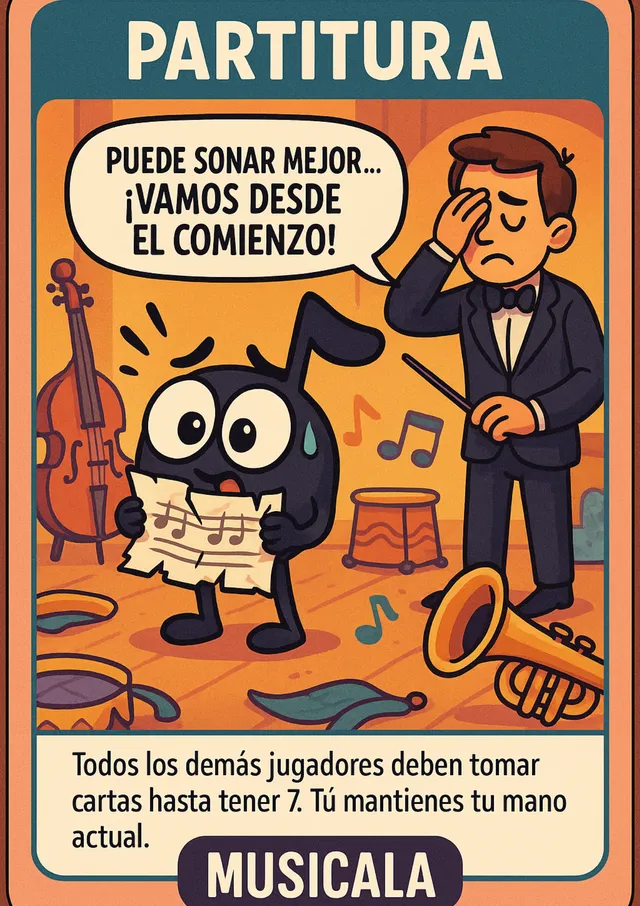 PARTITURA
PUEDE SONAR MEJOR...
¡VAMOS DESDE
EL COMIENZO!
Todos los demás jugadores deben tomar
cartas hasta tener 7. Tú mantienes tu mano
actual.
MUSICALA